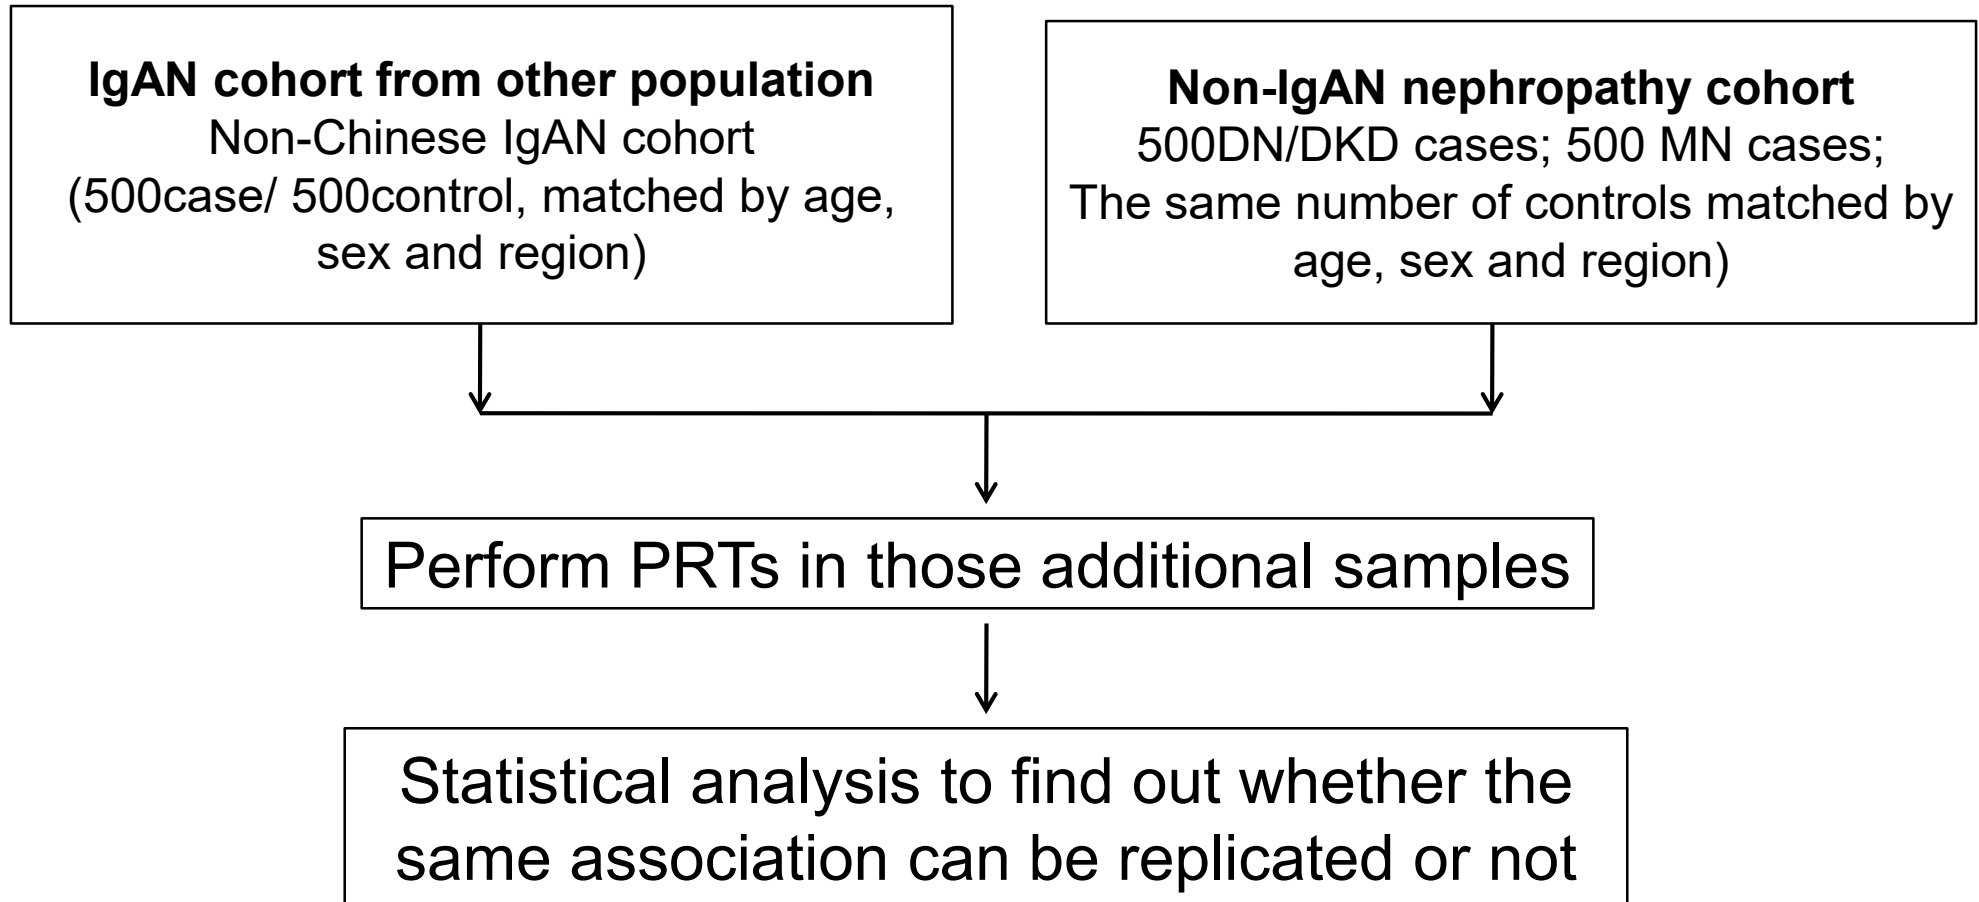 IgAN cohort from other population
Non-Chinese IgAN cohort
(500case/ 500control, matched by age,
sex and region)
Non-IgAN nephropathy cohort
500DN/DKD cases; 500 MN cases;
The same number of controls matched by
age, sex and region)
Perform PRTs in those additional samples
Statistical analysis to find out whether the
same association can be replicated or not